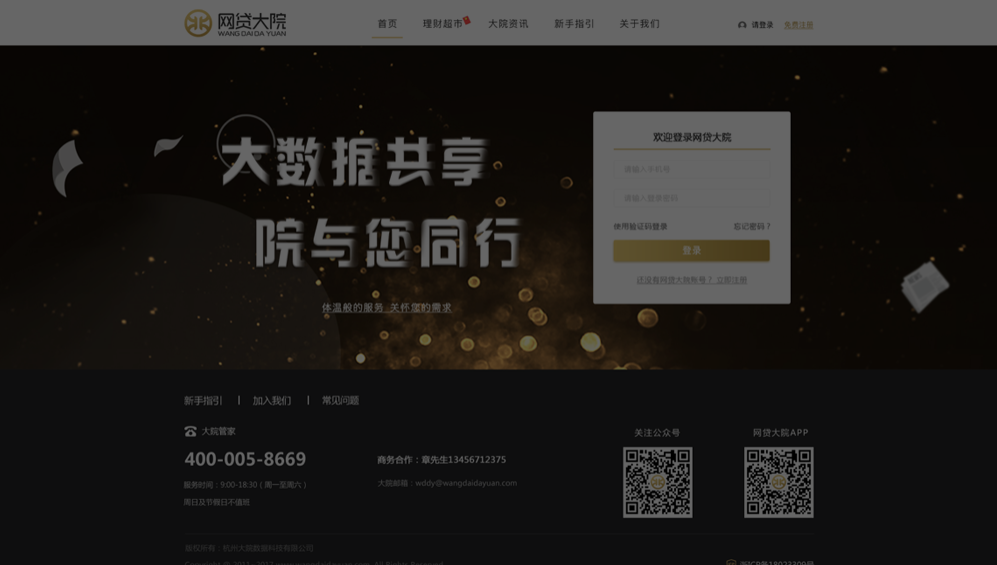 网贷大院
WANG DAI DA YUAN
首页 理财超市 大院资讯 新手指引 关于我们
请登录 免费注册
大数据共享
院与您同行
体温般的服务 关怀您的需求
欢迎登录网贷大院
请输入手机号
请输入登录密码
使用验证码登录 忘记密码?
登录
还没有网贷大院账号? 立即注册
新手指引 | 加入我们 | 常见问题
大院管家
400-005-8669
服务时间:9:00-18:30(周一至周六)
周日及节假日不值班
商务合作:章先生13456712375
大院邮箱:wddy@wangdaidayuan.com
关注公众号
网贷大院APP
版权所有:杭州大院数据科技有限公司